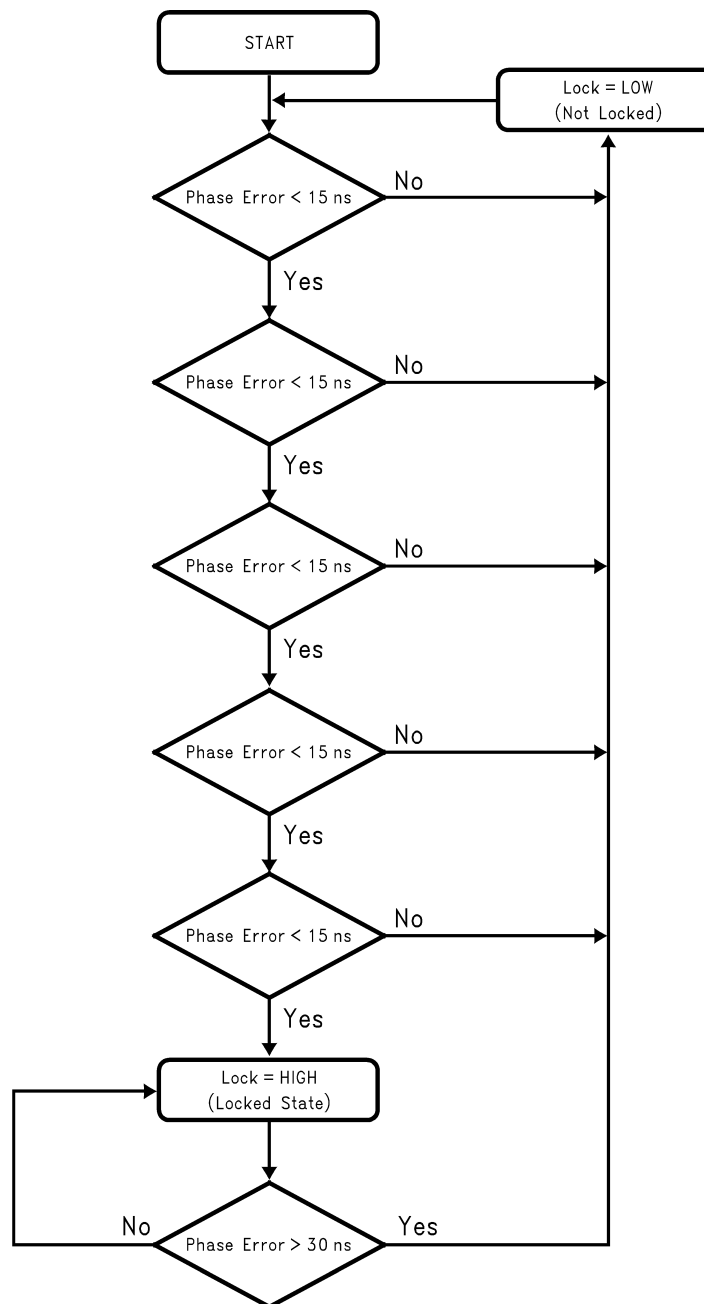 START
Lock = LOW
(Not Locked)
Phase Error < 15 ns
No
Yes
Phase Error < 15 ns
No
Yes
Phase Error < 15 ns
No
Yes
Phase Error < 15 ns
No
Yes
Phase Error < 15 ns
No
Yes
Lock = HIGH
(Locked State)
No
Phase Error > 30 ns
Yes